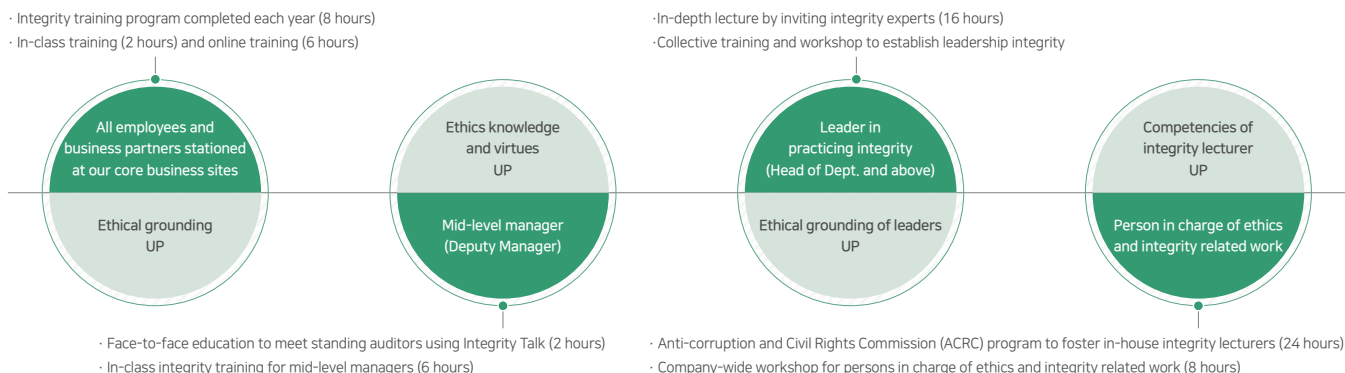 · Integrity training program completed each year (8 hours)
· In-class training (2 hours) and online training (6 hours)
All employees and
business partners stationed
at our core business sites
Ethical grounding
UP
Ethics knowledge
and virtues
UP
Mid-level manager
(Deputy Manager)
· Face-to-face education to meet standing auditors using Integrity Talk (2 hours)
· In-class integrity training for mid-level managers (6 hours)
·In-depth lecture by inviting integrity experts (16 hours)
·Collective training and workshop to establish leadership integrity
Leader in
practicing integrity
(Head of Dept. and above)
Ethical grounding of leaders
UP
Competencies of
integrity lecturer
UP
Person in charge of ethics
and integrity related work
· Anti-corruption and Civil Rights Commission (ACRC) program to foster in-house integrity lecturers (24 hours)
· Company-wide workshop for persons in charge of ethics and integrity related work (8 hours)